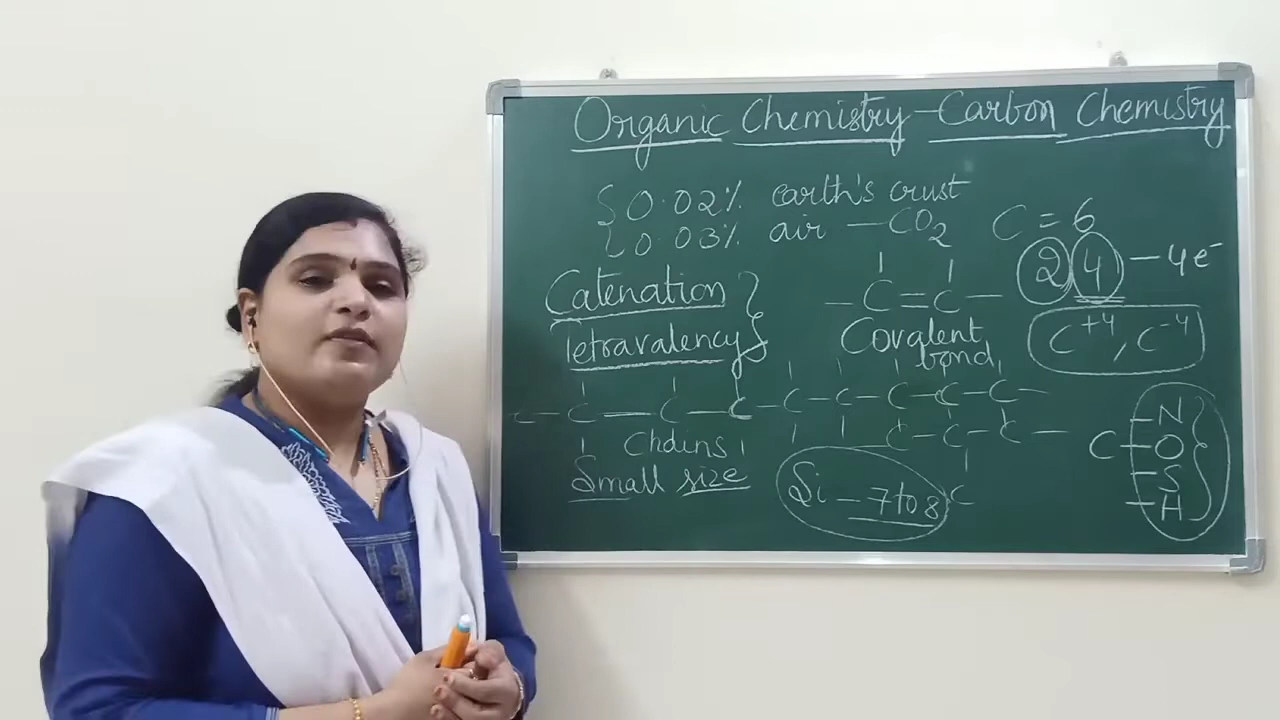 Organic Chemistry - Carbon Chemistry
{ 0.02% earth's crust
{ 0.03% air — CO2
C = 6
2 4 — 4e⁻
Catenation }
Tetravalency }
— C = C —
Covalent
bond
C⁺⁴, C⁻⁴
C — C — C — C — C — C — C — C —
C — C — C —
C
Chains
Small size
Si — 7 to 8
C — N
O
S
H